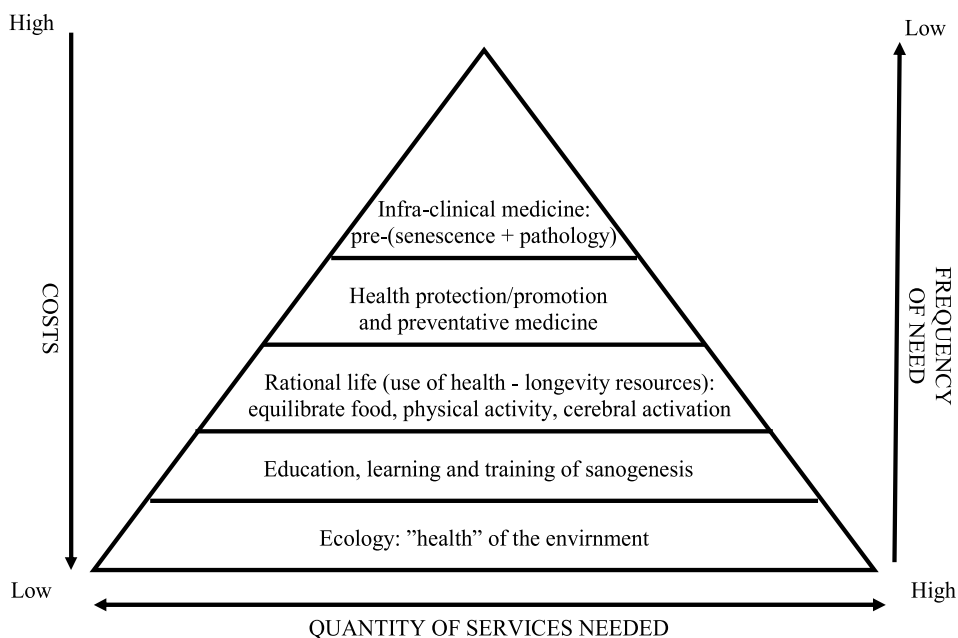 High
Low
Infra-clinical medicine:
pre-(senescence + pathology)
Health protection/promotion
and preventative medicine
COSTS
FREQUENCY
OF NEED
Rational life (use of health - longevity resources):
equilibrate food, physical activity, cerebral activation
Education, learning and training of sanogenesis
Ecology: ”health” of the envirnment
Low
High
QUANTITY OF SERVICES NEEDED